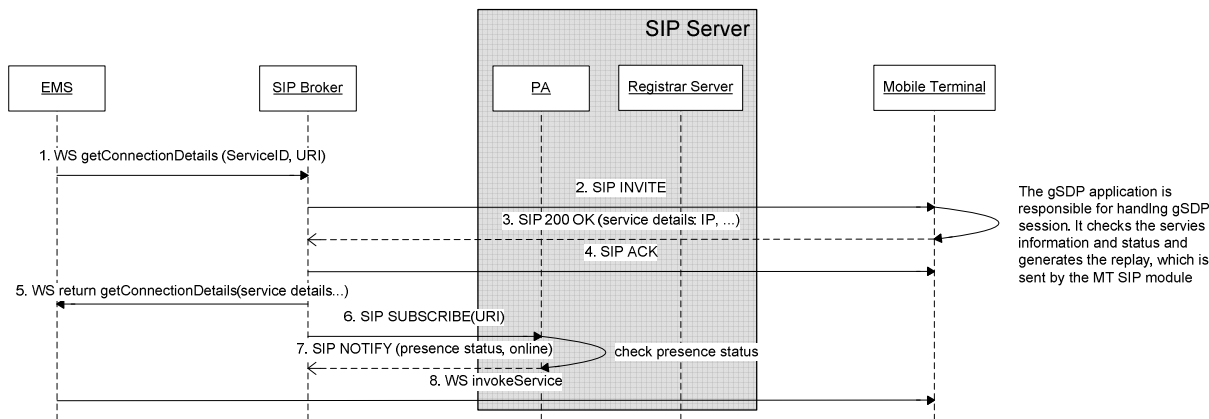 SIP Server
EMS
SIP Broker
PA
Registrar Server
Mobile Terminal
1. WS getConnectionDetails (ServiceID, URI)
2. SIP INVITE
3. SIP 200 OK (service details: IP, ...)
4. SIP ACK
The gSDP application is
responsible for handlng gSDP
session. It checks the servies
information and status and
generates the replay, which is
sent by the MT SIP module
5. WS return getConnectionDetails(service details...)
6. SIP SUBSCRIBE(URI)
7. SIP NOTIFY (presence status, online)
check presence status
8. WS invokeService